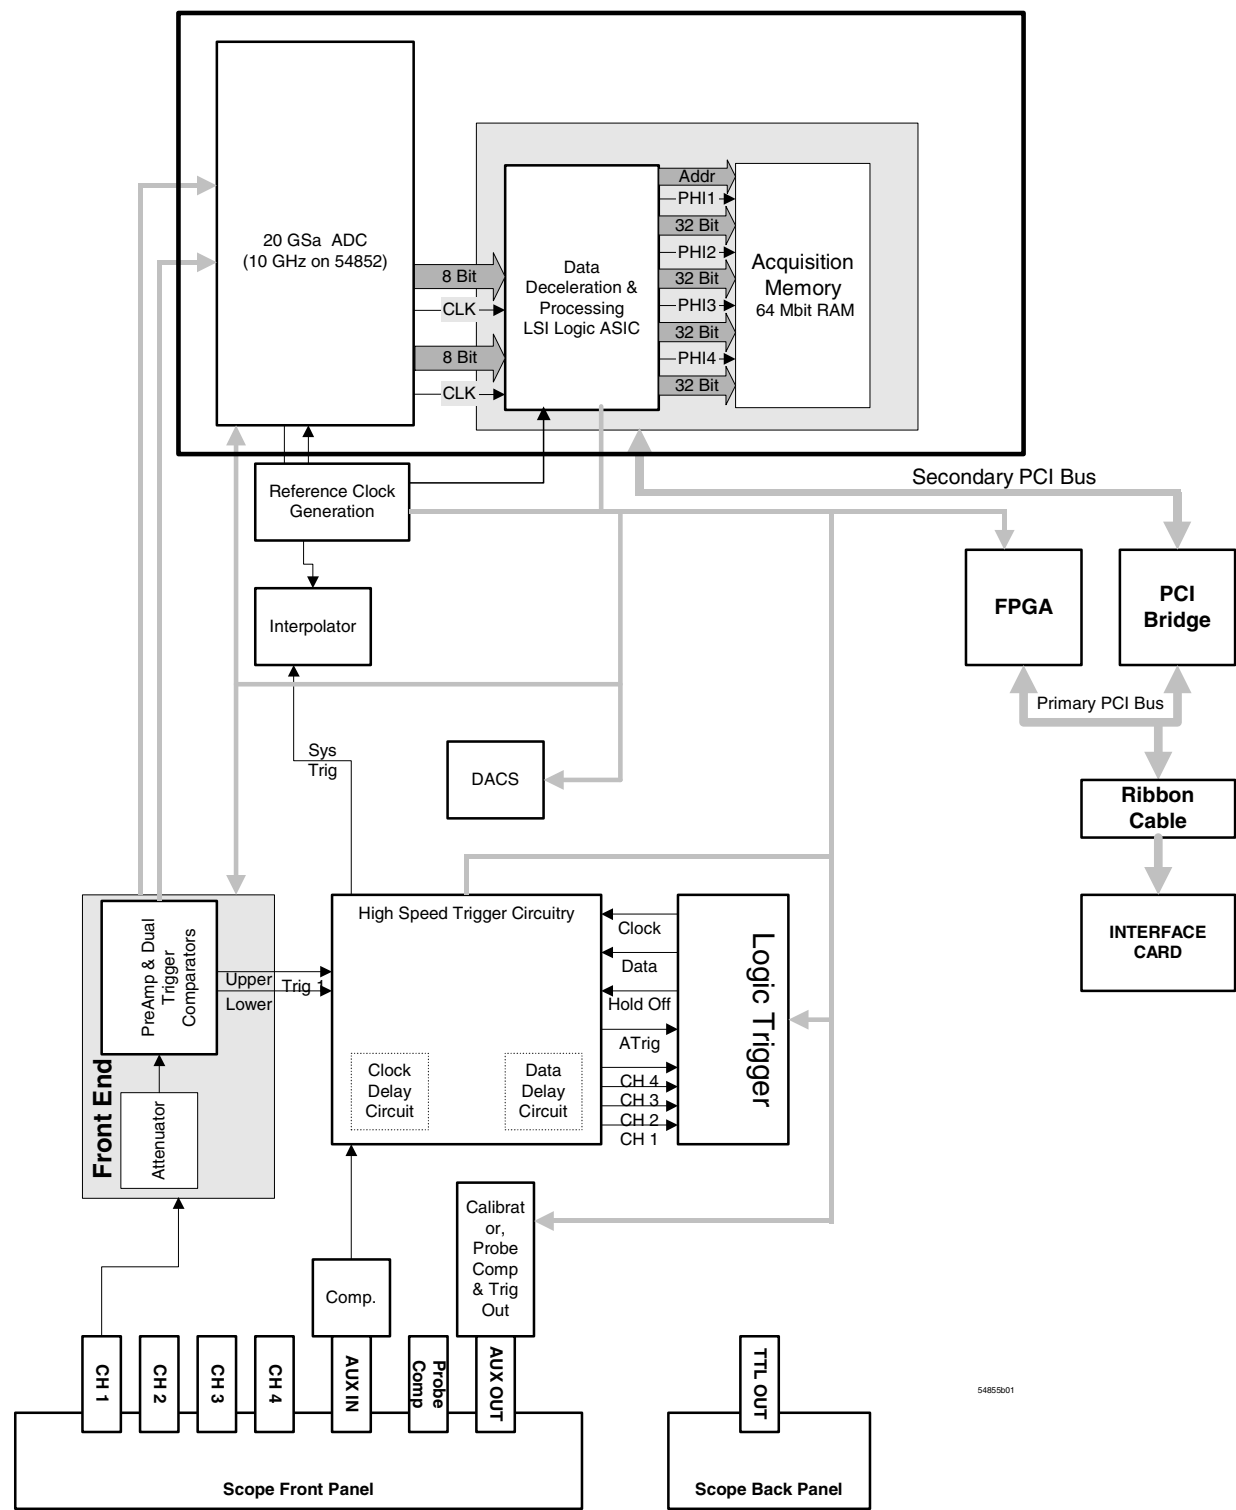 20 GSa ADC
(10 GHz on 54852)
8 Bit
CLK
8 Bit
CLK
Data
Deceleration &
Processing
LSI Logic ASIC
Addr
PHI1
32 Bit
PHI2
32 Bit
PHI3
32 Bit
PHI4
32 Bit
Acquisition
Memory
64 Mbit RAM
Reference Clock
Generation
Secondary PCI Bus
Interpolator
FPGA
PCI
Bridge
Primary PCI Bus
Sys
Trig
DACS
Ribbon
Cable
INTERFACE
CARD
Front End
PreAmp & Dual
Trigger
Comparators
Attenuator
Upper
Trig 1
Lower
High Speed Trigger Circuitry
Clock
Delay
Circuit
Data
Delay
Circuit
Clock
Data
Hold Off
ATrig
CH 4
CH 3
CH 2
CH 1
Logic Trigger
Calibrat
or,
Probe
Comp
& Trig
Out
Comp.
CH 1
CH 2
CH 3
CH 4
AUX IN
Probe
Comp
AUX OUT
TTL OUT
54855b01
Scope Front Panel
Scope Back Panel